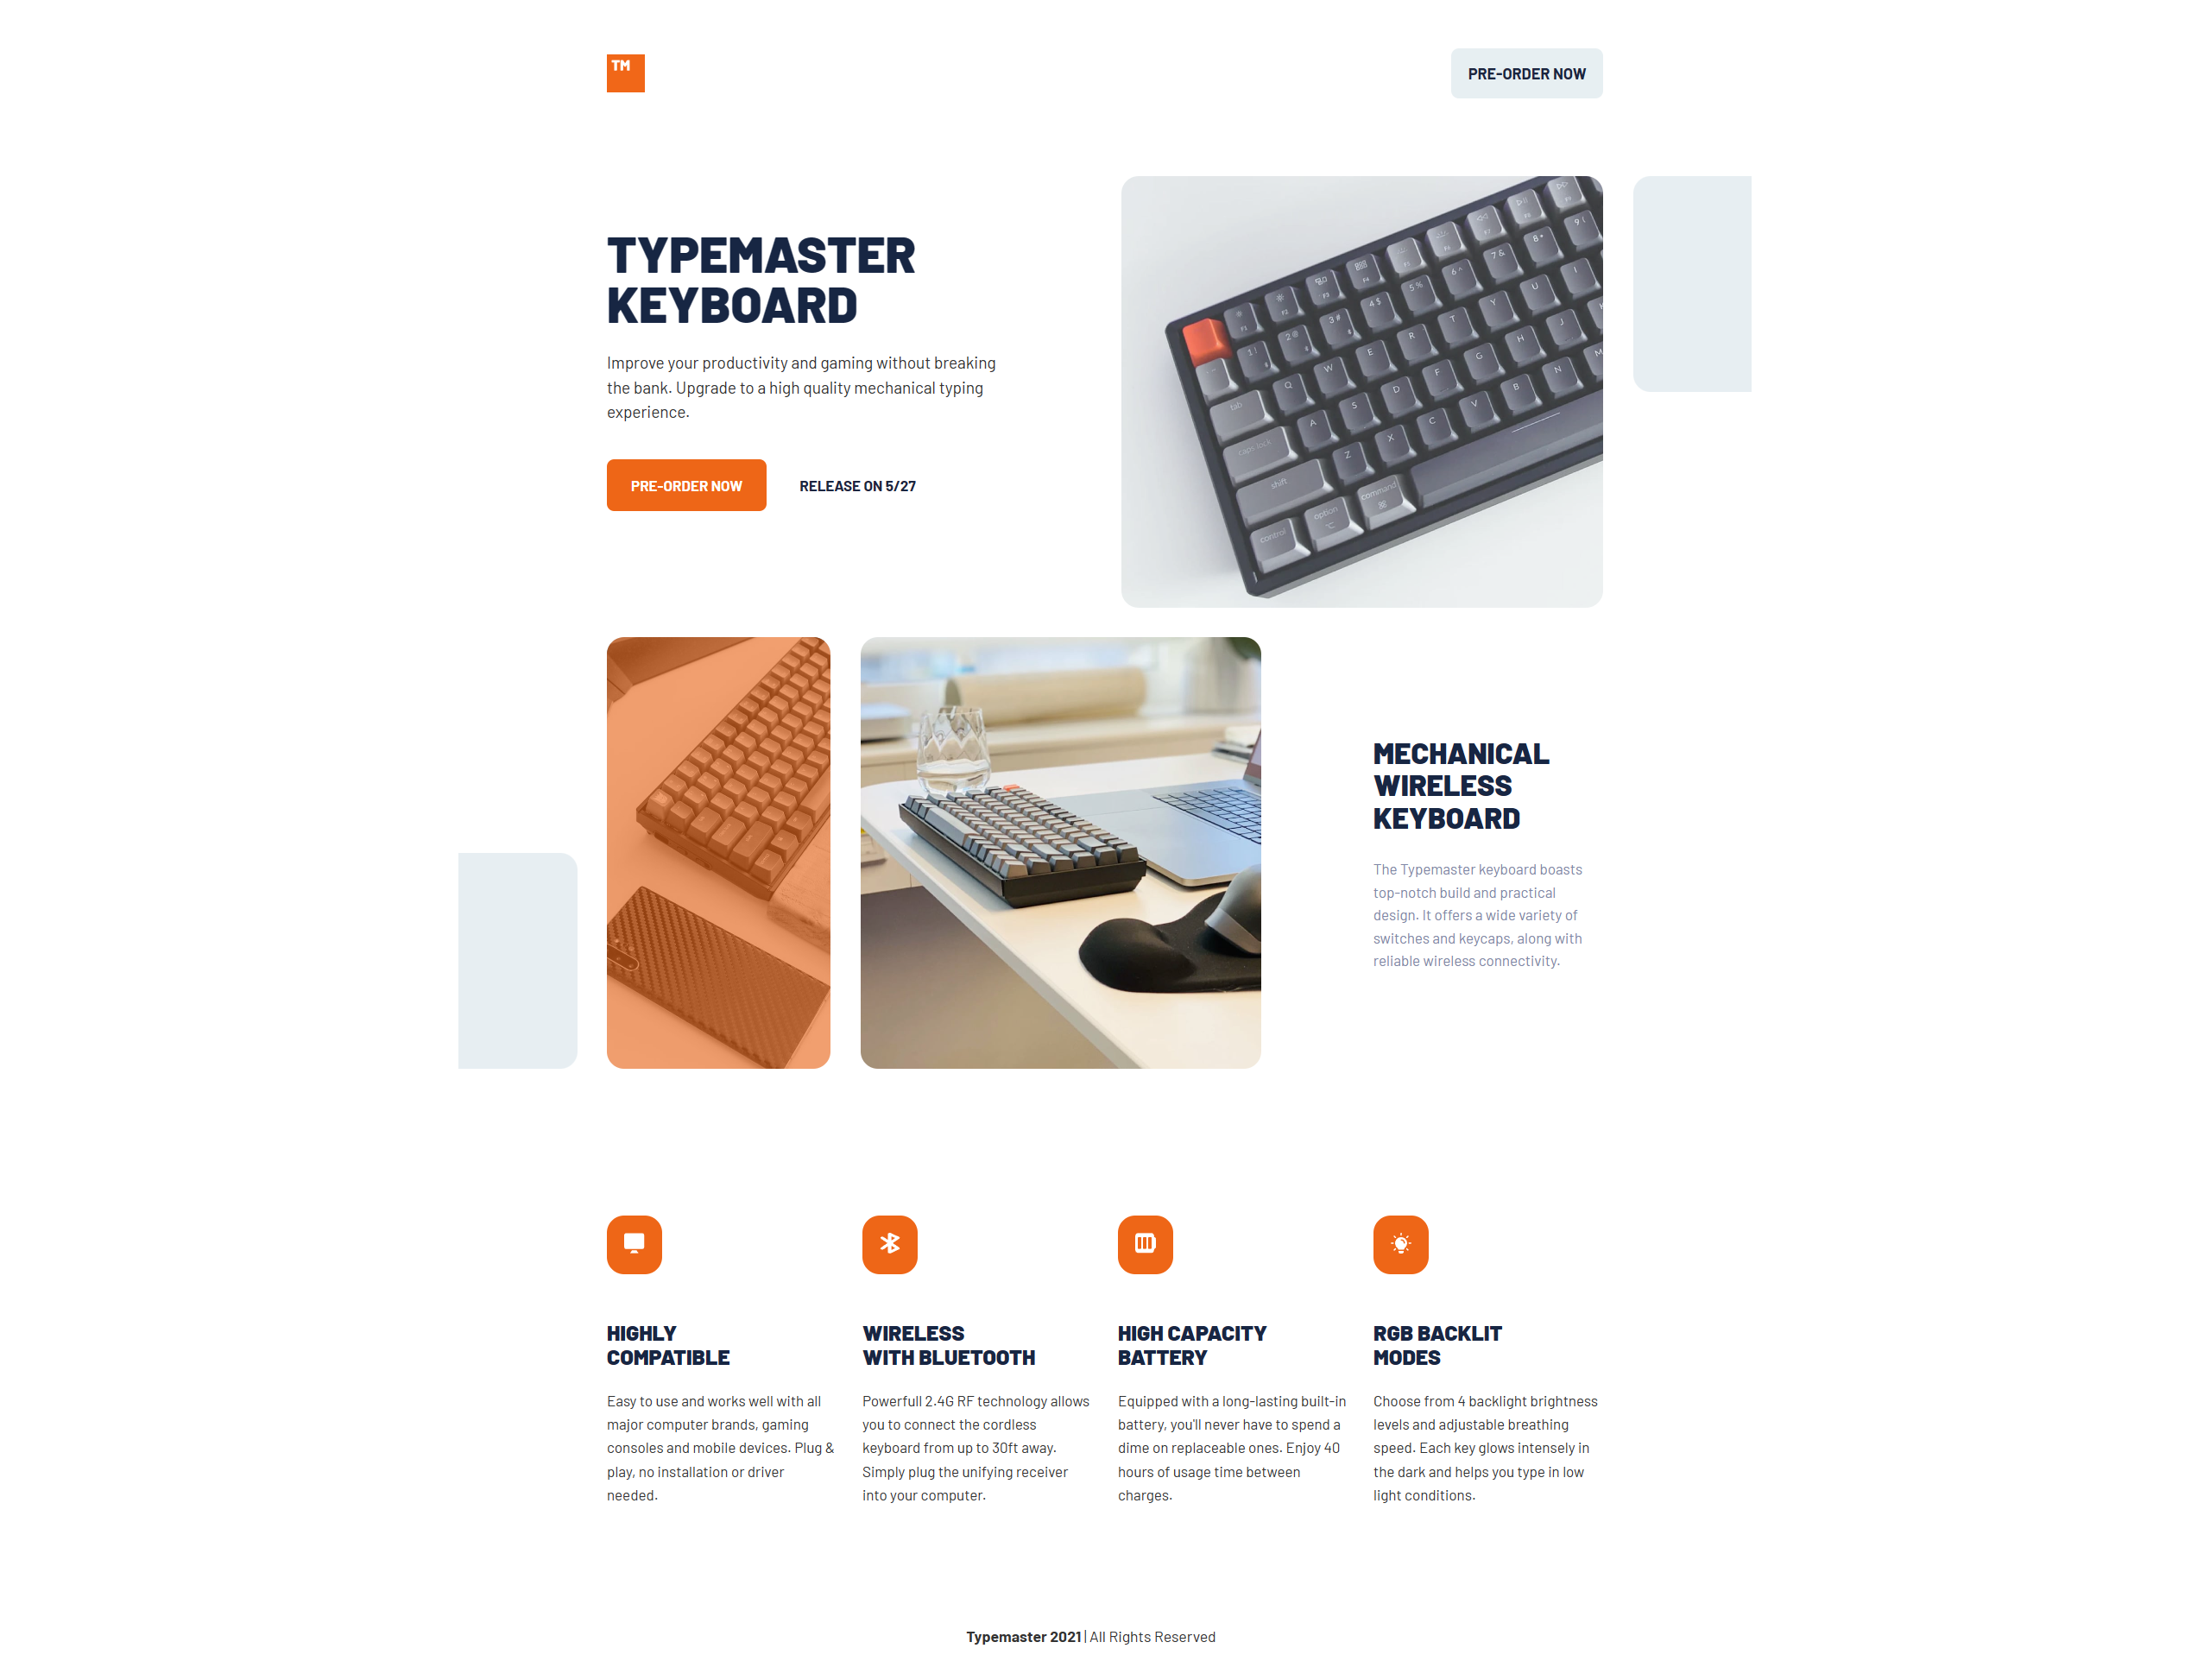 TM
PRE-ORDER NOW
TYPEMASTER
KEYBOARD
Improve your productivity and gaming without breaking
the bank. Upgrade to a high quality mechanical typing
experience.
PRE-ORDER NOW
RELEASE ON 5/27
tab
caps lock
shift
control
option
command
MECHANICAL
WIRELESS
KEYBOARD
The Typemaster keyboard boasts
top-notch build and practical
design. It offers a wide variety of
switches and keycaps, along with
reliable wireless connectivity.
HIGHLY
COMPATIBLE
Easy to use and works well with all
major computer brands, gaming
consoles and mobile devices. Plug &
play, no installation or driver
needed.
WIRELESS
WITH BLUETOOTH
Powerfull 2.4G RF technology allows
you to connect the cordless
keyboard from up to 30ft away.
Simply plug the unifying receiver
into your computer.
HIGH CAPACITY
BATTERY
Equipped with a long-lasting built-in
battery, you'll never have to spend a
dime on replaceable ones. Enjoy 40
hours of usage time between
charges.
RGB BACKLIT
MODES
Choose from 4 backlight brightness
levels and adjustable breathing
speed. Each key glows intensely in
the dark and helps you type in low
light conditions.
Typemaster 2021 | All Rights Reserved